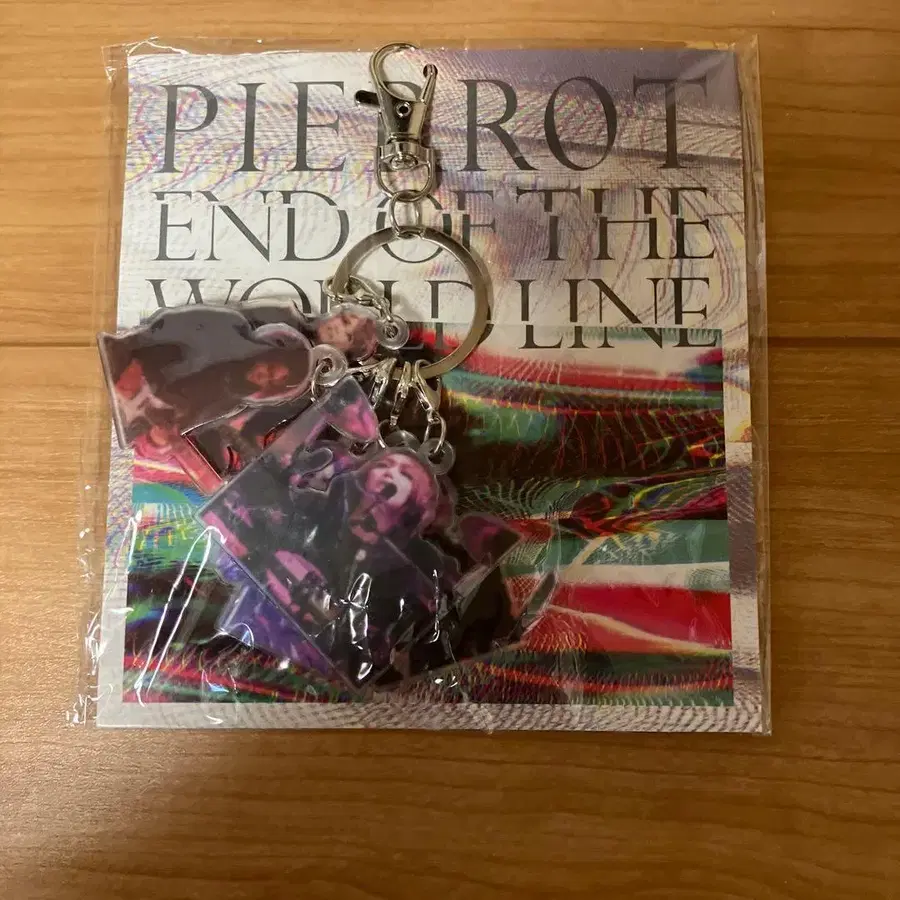 PIERROT
END OF THE
WORLD LINE